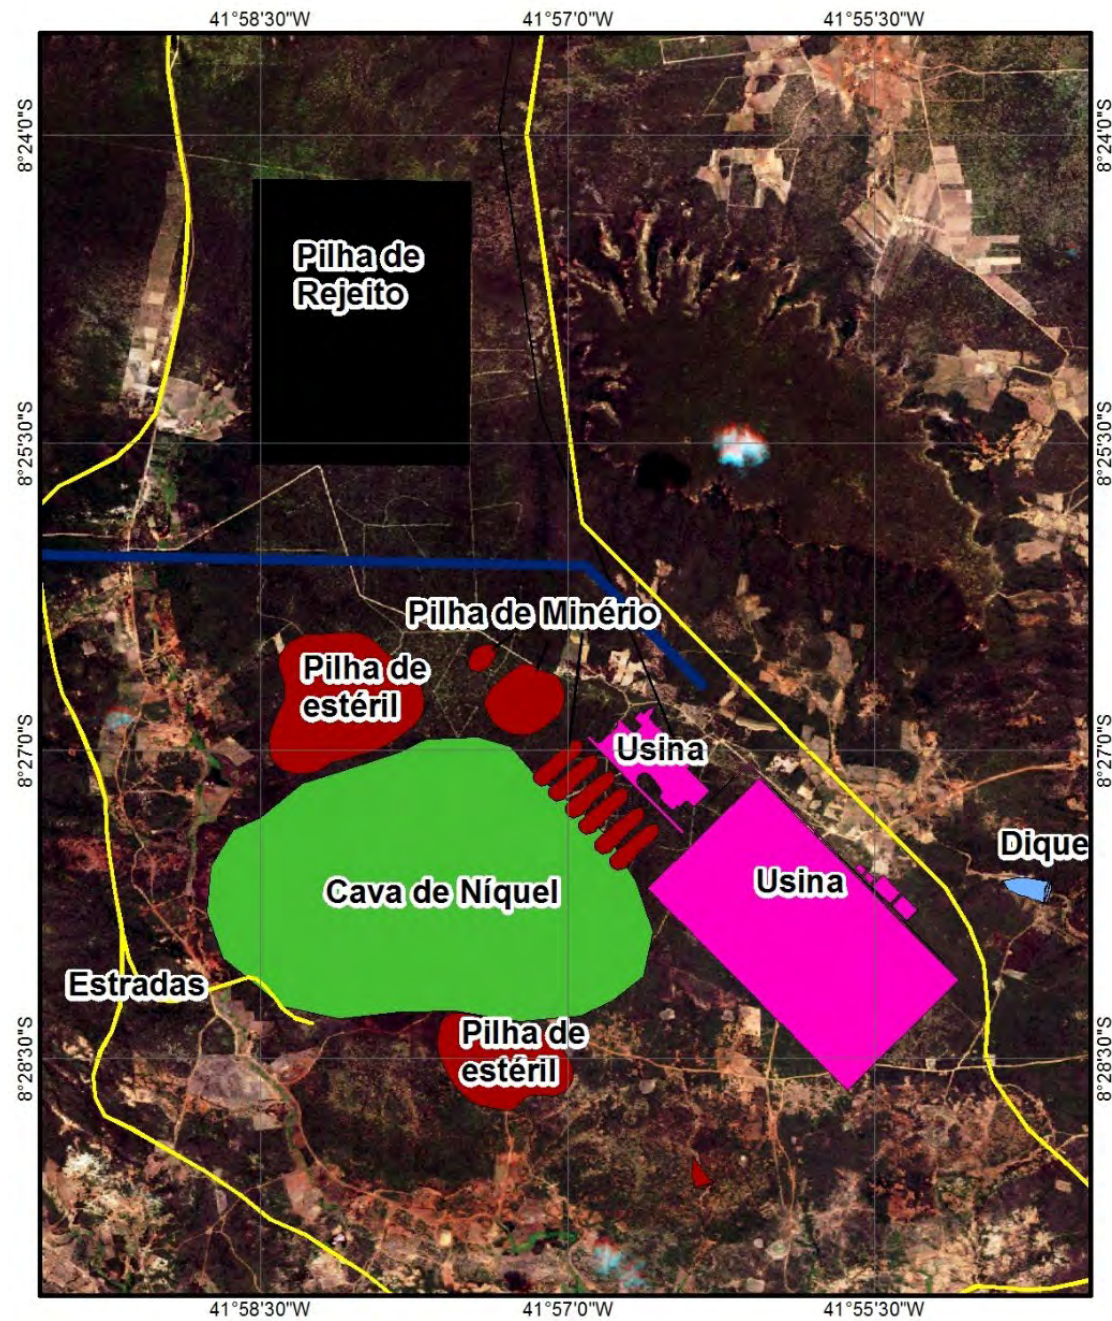 41°58'30"W
41°57'0"W
41°55'30"W
8°24'0"S
8°24'0"S
Pilha de
Rejeito
8°25'30"S
8°25'30"S
Pilha de Minério
Pilha de
estéril
8°27'0"S
Usina
8°27'0"S
Dique
Cava de Níquel
Usina
Estradas
Pilha de
estéril
8°28'30"S
8°28'30"S
41°58'30"W
41°57'0"W
41°55'30"W